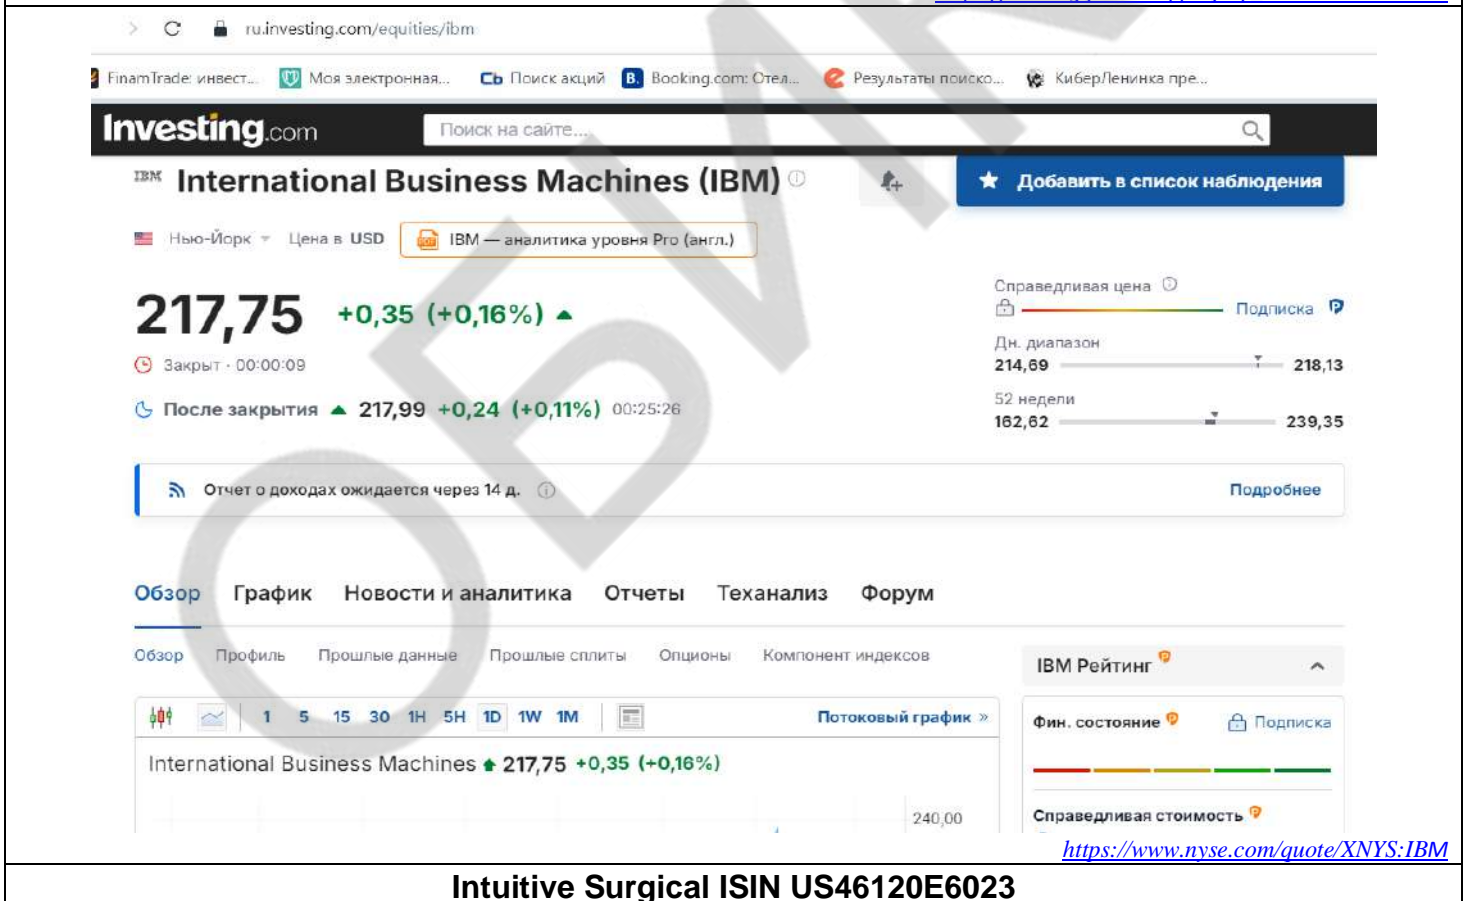 ru.investing.com/equities/ibm
FinamTrade: инвест... Моя электронная... Поиск акций Booking.com: Отел... Результаты поиско... КиберЛенинка пре...
Investing.com Поиск на сайте...
IBM International Business Machines (IBM) Добавить в список наблюдения
Нью-Йорк Цена в USD IBM — аналитика уровня Pro (англ.)
217,75 +0,35 (+0,16%)
Закрыт · 00:00:09
После закрытия 217,99 +0,24 (+0,11%) 00:25:26
Справедливая цена
Подписка
Дн. диапазон
214,69 218,13
52 недели
162,62 239,35
Отчет о доходах ожидается через 14 д. Подробнее
Обзор График Новости и аналитика Отчеты Теханализ Форум
Обзор Профиль Прошлые данные Прошлые сплиты Опционы Компонент индексов
1 5 15 30 1H 5H 1D 1W 1M Потоковый график »
International Business Machines 217,75 +0,35 (+0,16%)
240,00
IBM Рейтинг
Фин. состояние Подписка
Справедливая стоимость
https://www.nyse.com/quote/XNYS:IBM
Intuitive Surgical ISIN US46120E6023